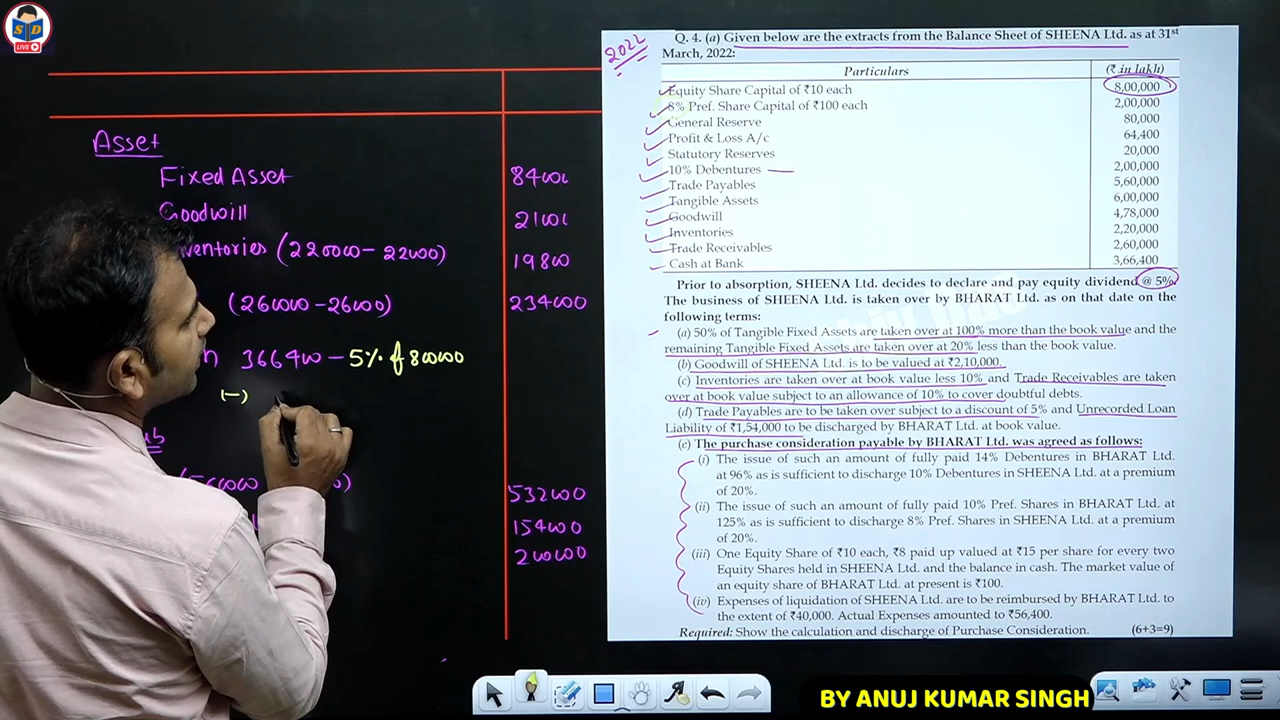 SD
LIVE
Asset
Fixed Asset 84000
Goodwill 21000
ventories (220000 - 22000) 19800
(260000 - 26000) 234000
366400 - 5% of 800000
(-)
532000
154000
200000
2022
Q. 4. (a) Given below are the extracts from the Balance Sheet of SHEENA Ltd. as at 31st
March, 2022:
Particulars (₹ in lakh)
Equity Share Capital of ₹10 each 8,00,000
8% Pref. Share Capital of ₹100 each 2,00,000
General Reserve 80,000
Profit & Loss A/c 64,400
Statutory Reserves 20,000
10% Debentures 2,00,000
Trade Payables 5,60,000
Tangible Assets 6,00,000
Goodwill 4,78,000
Inventories 2,20,000
Trade Receivables 2,60,000
Cash at Bank 3,66,400
Prior to absorption, SHEENA Ltd. decides to declare and pay equity dividend @ 5%.
The business of SHEENA Ltd. is taken over by BHARAT Ltd. as on that date on the
following terms:
(a) 50% of Tangible Fixed Assets are taken over at 100% more than the book value and the
remaining Tangible Fixed Assets are taken over at 20% less than the book value.
(b) Goodwill of SHEENA Ltd. is to be valued at ₹2,10,000.
(c) Inventories are taken over at book value less 10% and Trade Receivables are taken
over at book value subject to an allowance of 10% to cover doubtful debts.
(d) Trade Payables are to be taken over subject to a discount of 5% and Unrecorded Loan
Liability of ₹1,54,000 to be discharged by BHARAT Ltd. at book value.
(e) The purchase consideration payable by BHARAT Ltd. was agreed as follows:
(i) The issue of such an amount of fully paid 14% Debentures in BHARAT Ltd.
at 96% as is sufficient to discharge 10% Debentures in SHEENA Ltd. at a premium
of 20%.
(ii) The issue of such an amount of fully paid 10% Pref. Shares in BHARAT Ltd. at
125% as is sufficient to discharge 8% Pref. Shares in SHEENA Ltd. at a premium
of 20%.
(iii) One Equity Share of ₹10 each, ₹8 paid up valued at ₹15 per share for every two
Equity Shares held in SHEENA Ltd. and the balance in cash. The market value of
an equity share of BHARAT Ltd. at present is ₹100.
(iv) Expenses of liquidation of SHEENA Ltd. are to be reimbursed by BHARAT Ltd. to
the extent of ₹40,000. Actual Expenses amounted to ₹56,400.
Required: Show the calculation and discharge of Purchase Consideration. (6+3=9)
BY ANUJ KUMAR SINGH